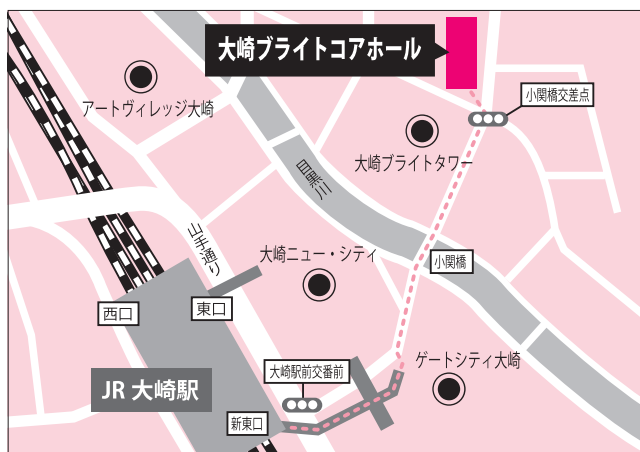 大崎ブライトコアホール
アートヴィレッジ大崎
小関橋交差点
大崎ブライトタワー
目黒川
山手通り
大崎ニュー・シティ
小関橋
西口
東口
ゲートシティ大崎
大崎駅前交番前
JR 大崎駅
新東口